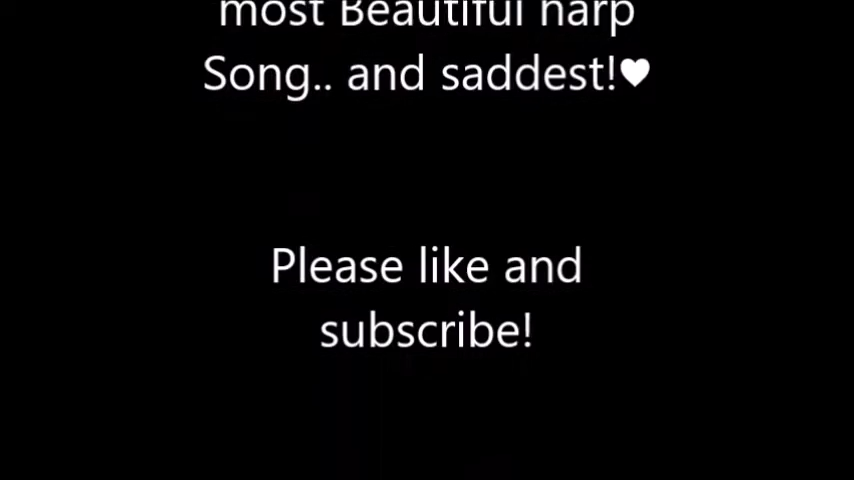 most Beautiful harp
Song.. and saddest!♥
Please like and
subscribe!